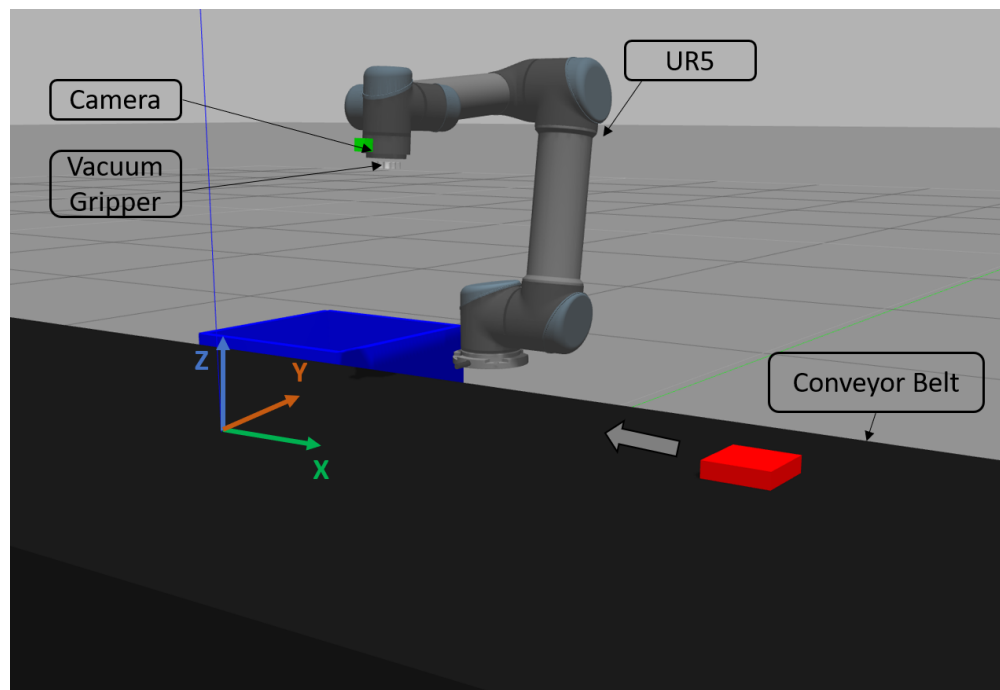 UR5
Camera
Vacuum
Gripper
Z
Y
X
Conveyor Belt